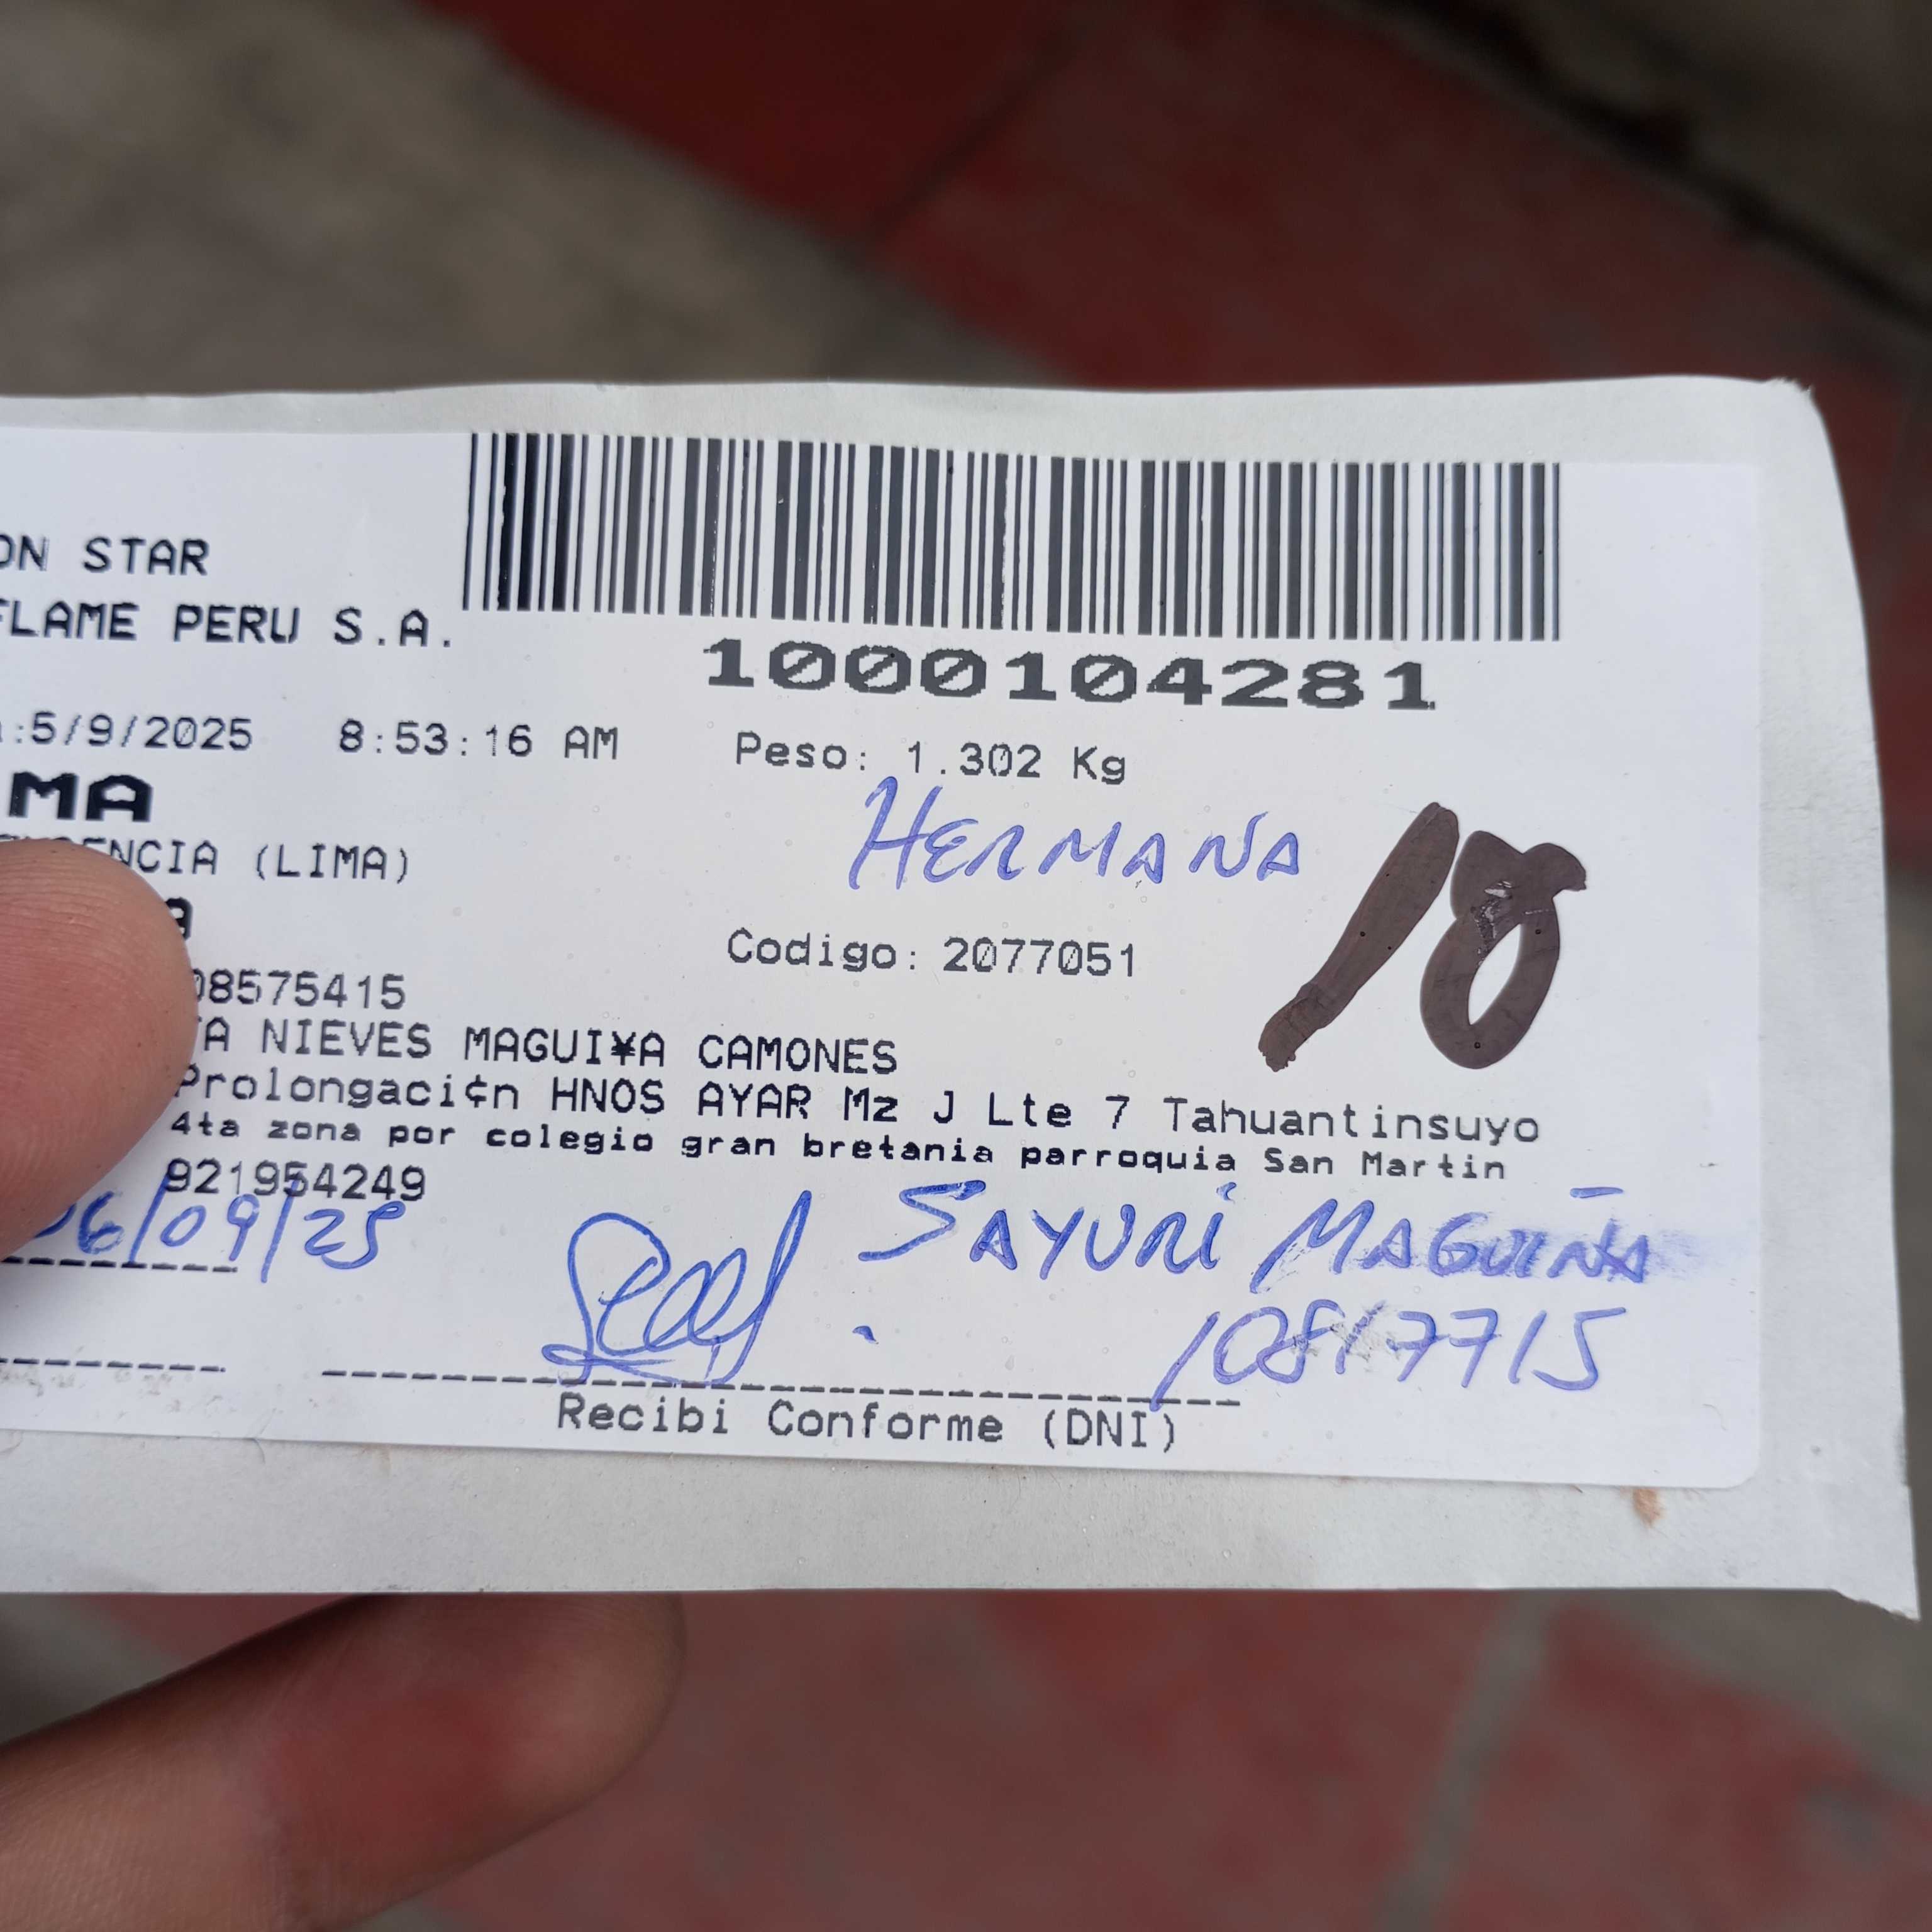 ON STAR
FLAME PERU S.A.
1000104281
:5/9/2025 8:53:16 AM Peso: 1.302 Kg
MA
HERMANA
ENCIA (LIMA)
18
A
Codigo: 2077051
08575415
TA NIEVES MAGUI¥A CAMONES
Prolongaci¢n HNOS AYAR Mz J Lte 7 Tahuantinsuyo
4ta zona por colegio gran bretania parroquia San Martin
921954249
06/09/25
SAYURI MAGUIÑA
10817715
Recibi Conforme (DNI)